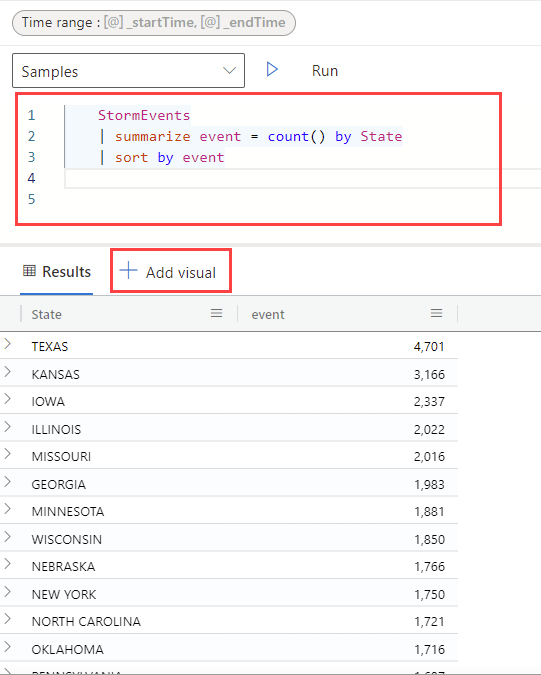 Time range : [@] _startTime, [@] _endTime
Samples
Run
1 StormEvents
2 | summarize event = count() by State
3 | sort by event
4
5
Results
Add visual
State event
TEXAS 4,701
KANSAS 3,166
IOWA 2,337
ILLINOIS 2,022
MISSOURI 2,016
GEORGIA 1,983
MINNESOTA 1,881
WISCONSIN 1,850
NEBRASKA 1,766
NEW YORK 1,750
NORTH CAROLINA 1,721
OKLAHOMA 1,716
PENNSYLVANIA